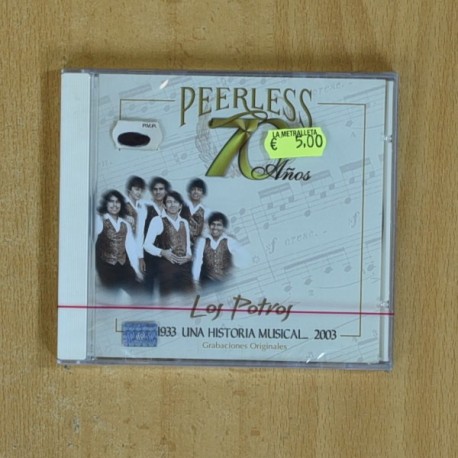 PEERLESS
70
Años
LA METRALLETA
€ 5,00
Los Potros
1933 UNA HISTORIA MUSICAL... 2003
Grabaciones Originales